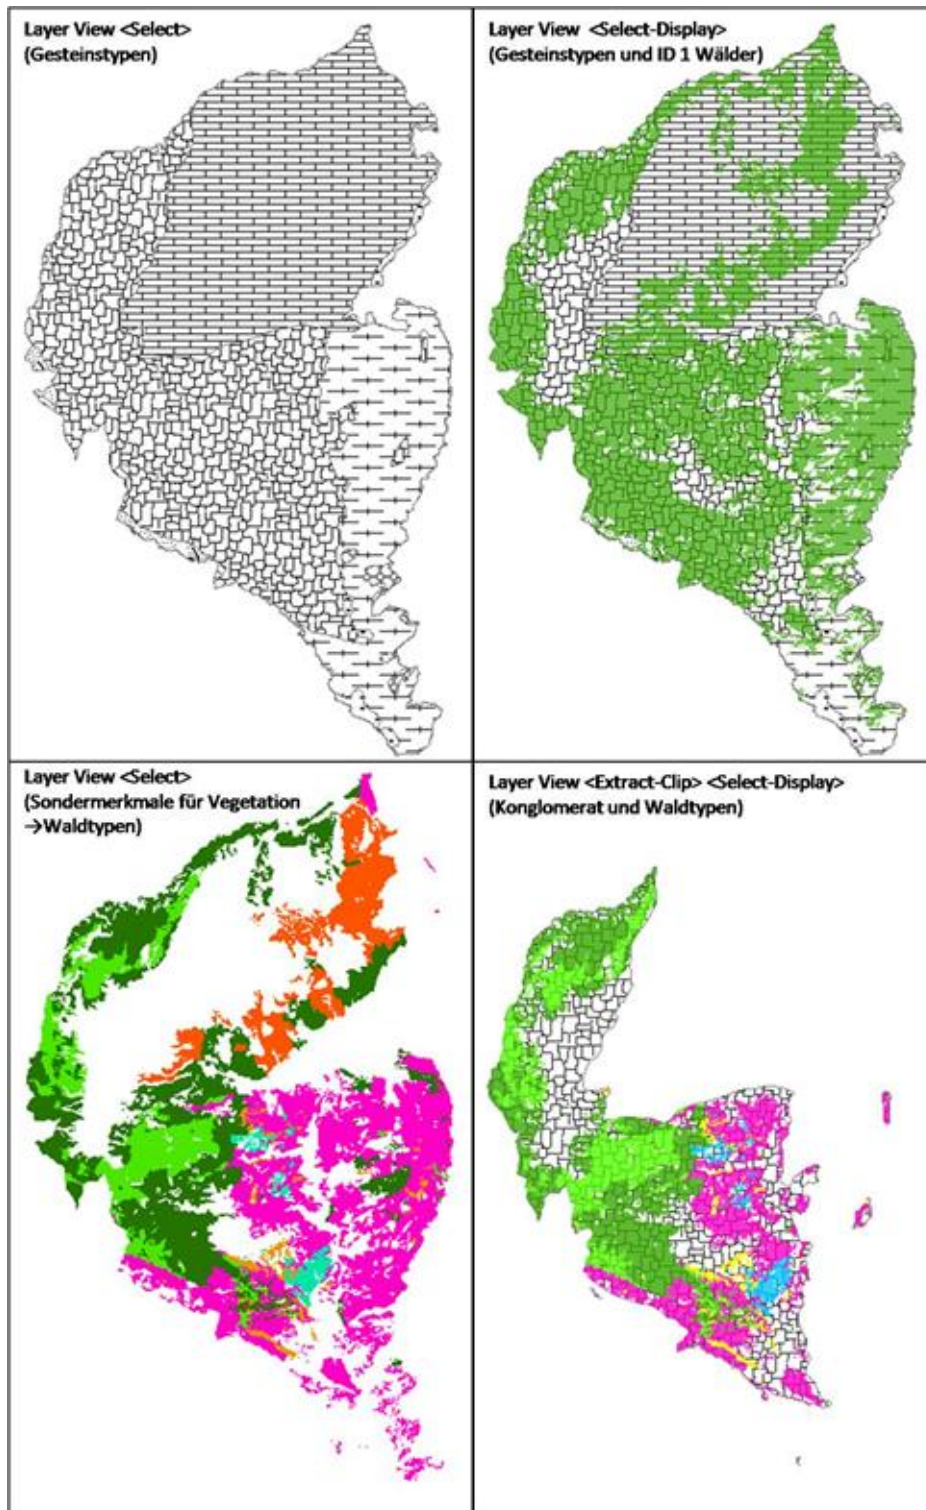 Layer View <Select>
(Gesteinstypen)
Layer View <Select-Display>
(Gesteinstypen und ID 1 Wälder)
Layer View <Select>
(Sondermerkmale für Vegetation
→Waldtypen)
Layer View <Extract-Clip> <Select-Display>
(Konglomerat und Waldtypen)